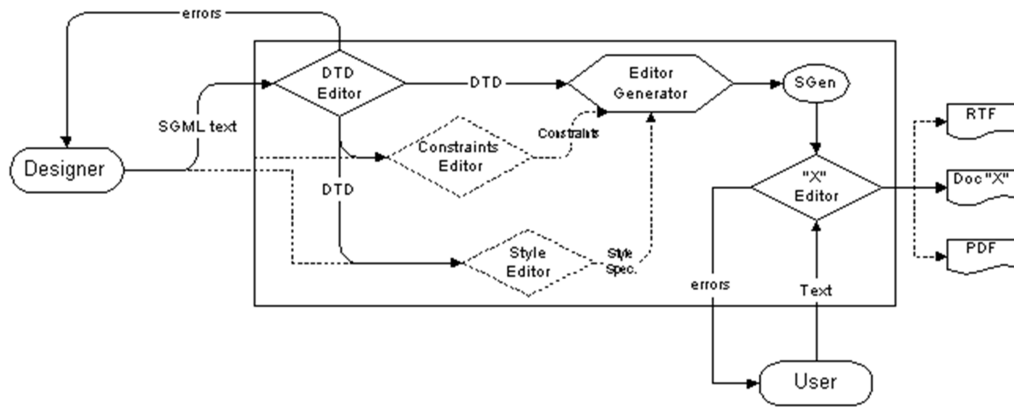 errors
DTD
Editor
DTD
Editor
Generator
SGen
RTF
SGML text
Constraints
Editor
Constraints
Designer
DTD
"X"
Editor
Doc "X"
Style
Editor
Style
Spec.
PDF
errors
Text
User